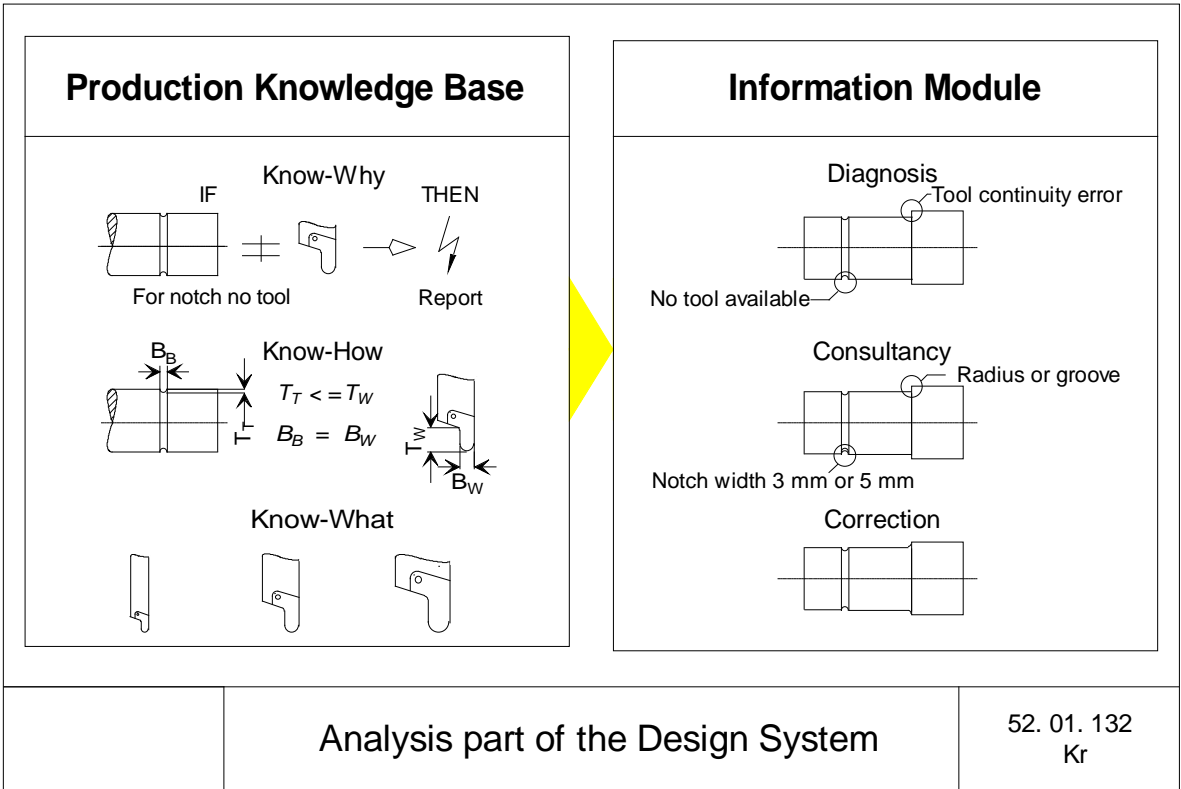 Production Knowledge Base
Know-Why
IF
THEN
For notch no tool
Report
Know-How
B_B
T_T
T_T < = T_W
B_B = B_W
T_W
B_W
Know-What
Information Module
Diagnosis
Tool continuity error
No tool available
Consultancy
Radius or groove
Notch width 3 mm or 5 mm
Correction
Analysis part of the Design System
52. 01. 132
Kr